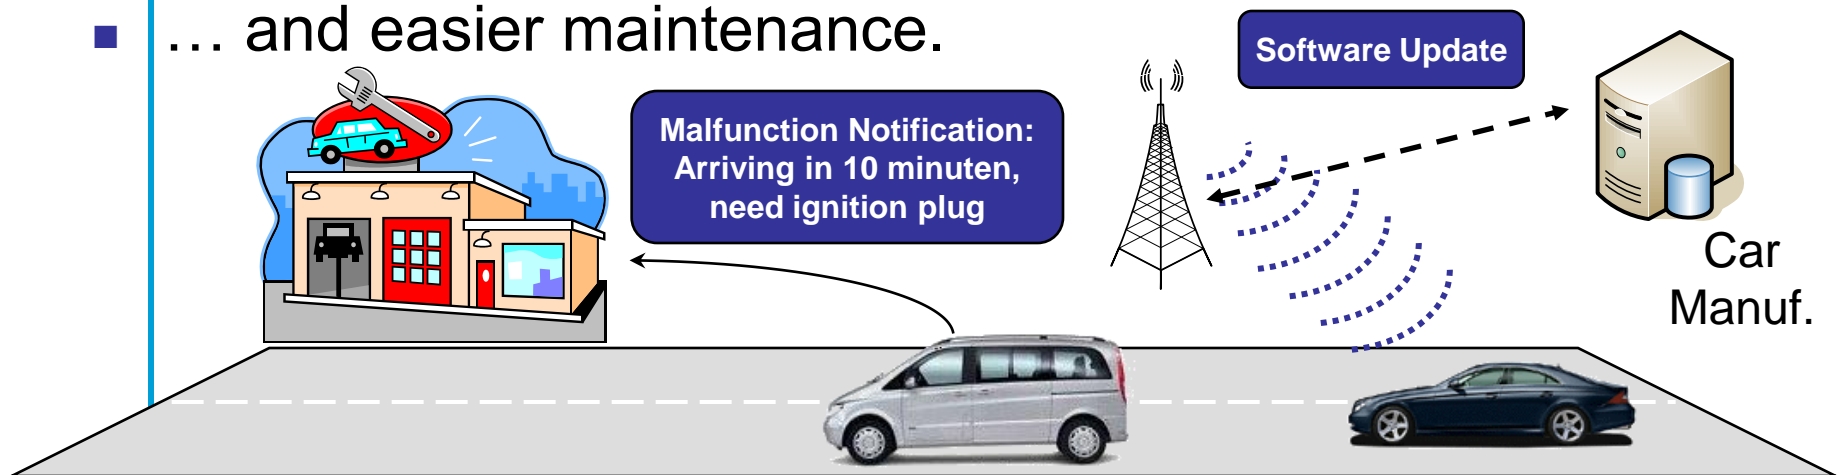 … and easier maintenance.
Software Update
Malfunction Notification:
Arriving in 10 minuten,
need ignition plug
Car
Manuf.